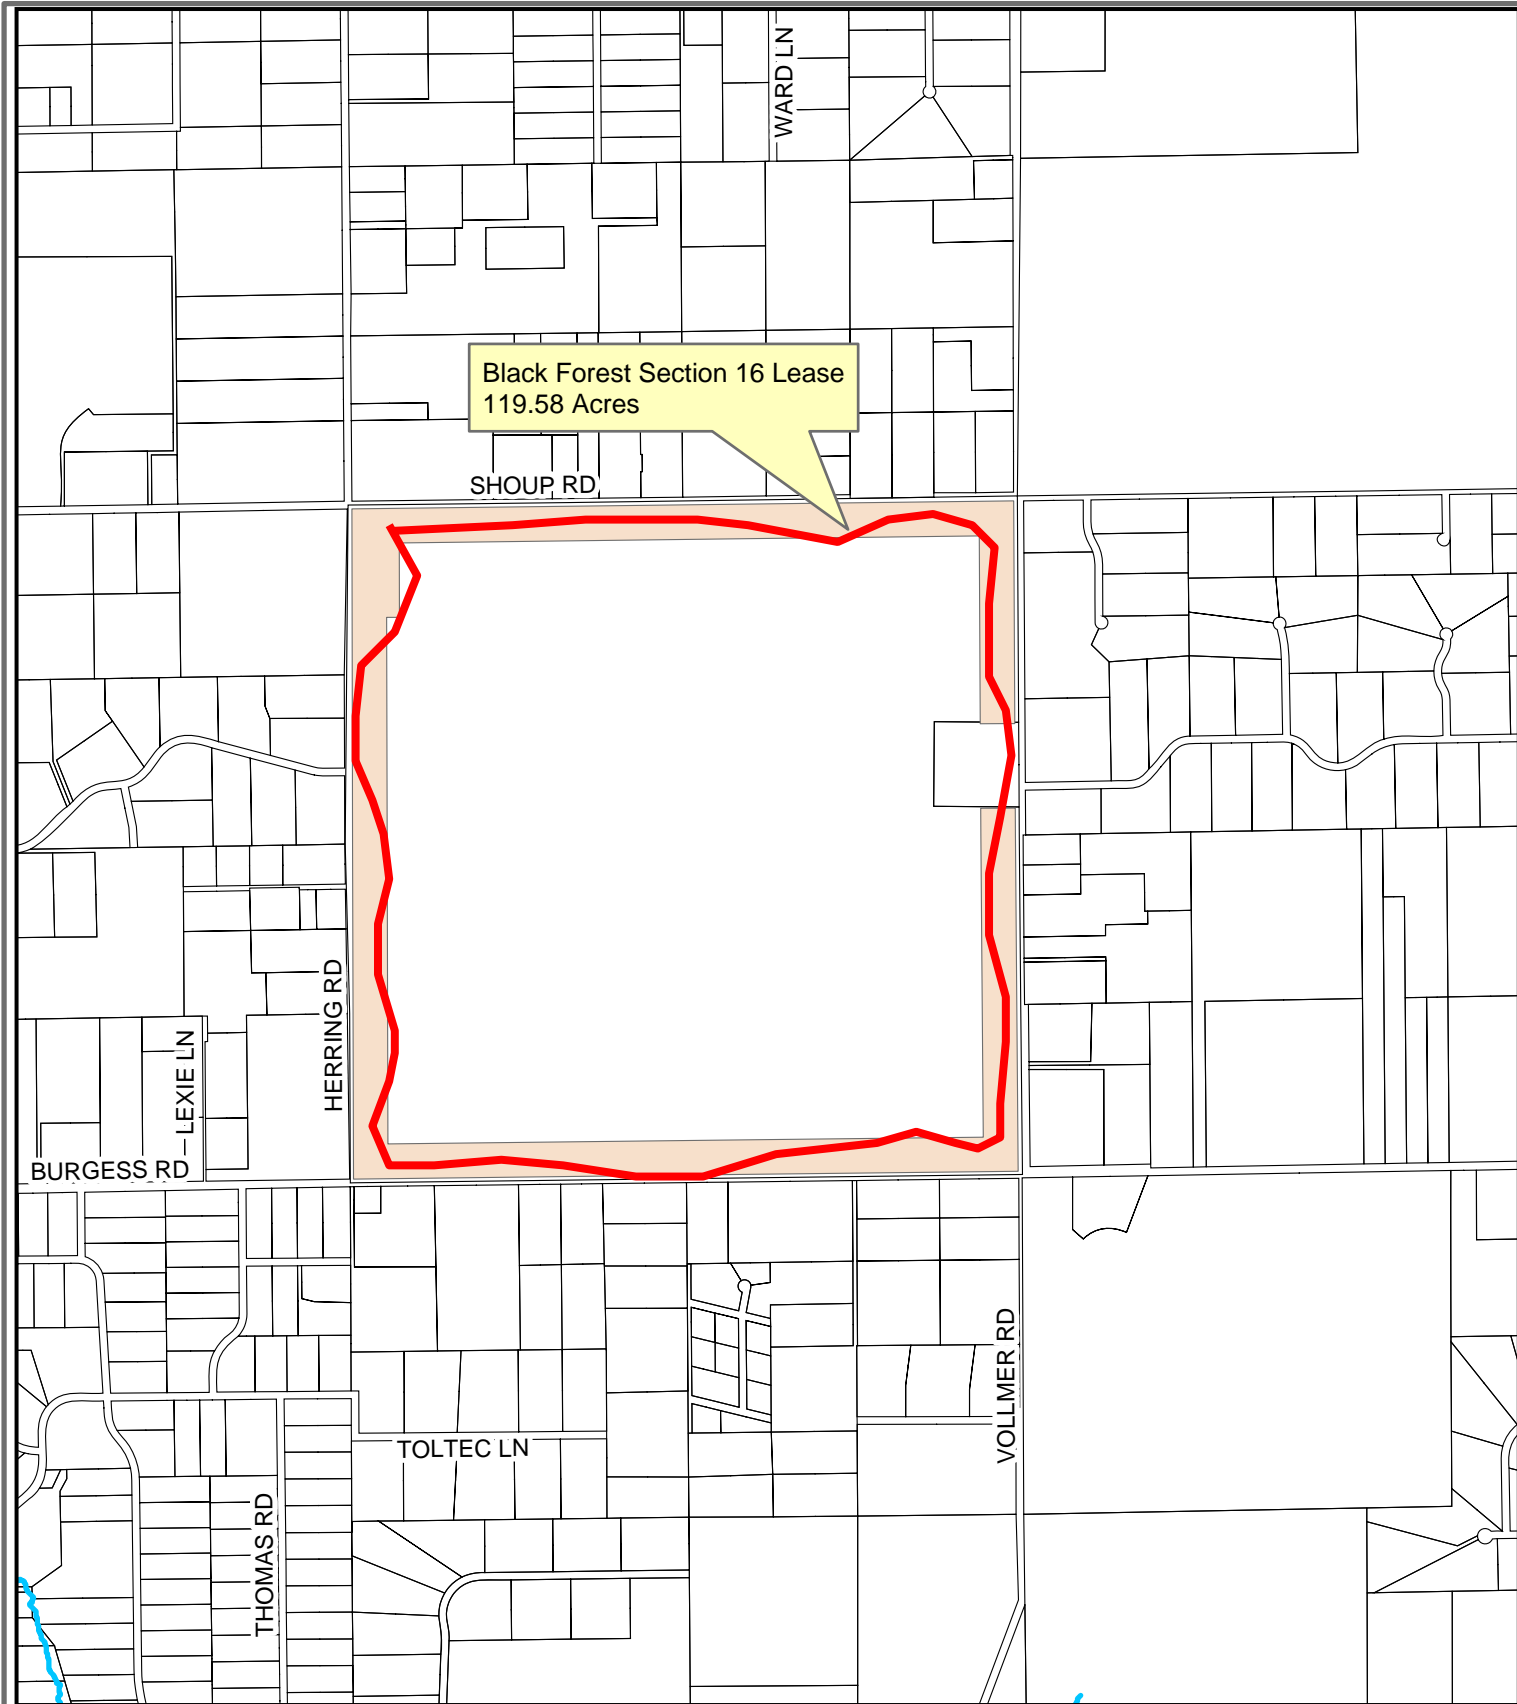 WARD LN
Black Forest Section 16 Lease
119.58 Acres
SHOUP RD
HERRING RD
LEXIE LN
BURGESS RD
VOLLMER RD
TOLTEC LN
THOMAS RD